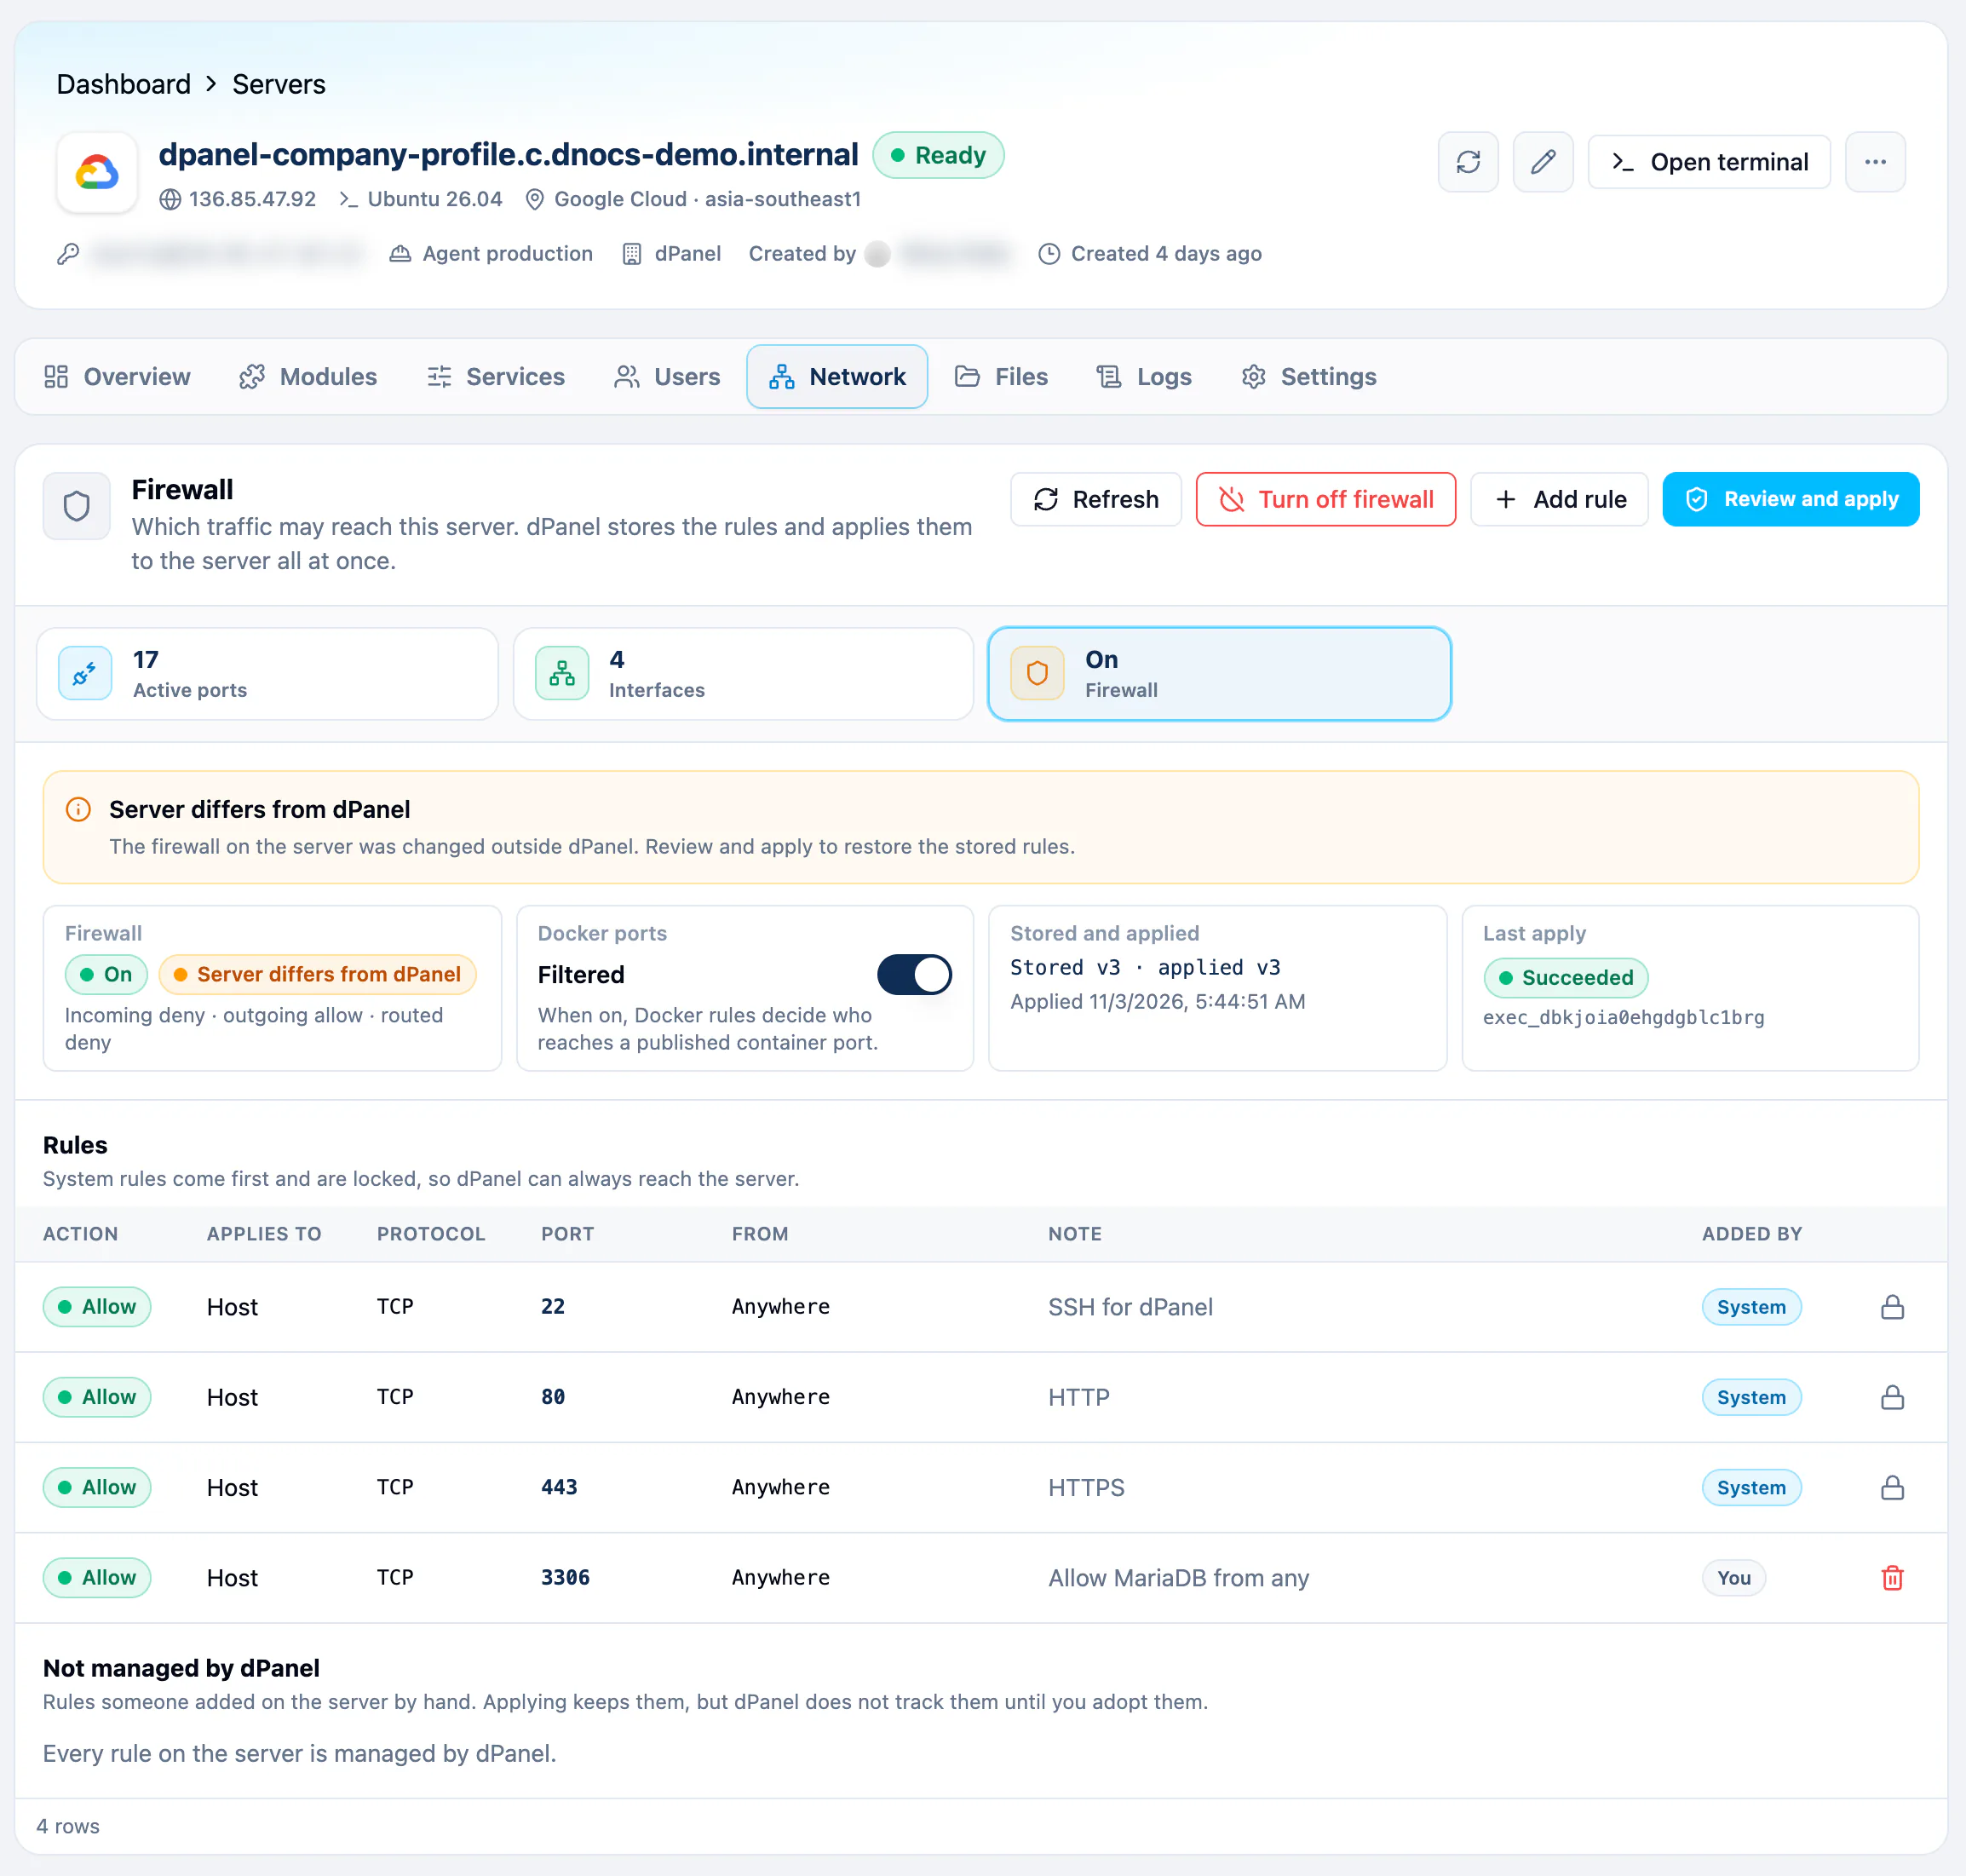 Dashboard > Servers
dpanel-company-profile.c.dnocs-demo.internal
Ready
Open terminal
136.85.47.92
Ubuntu 26.04
Google Cloud · asia-southeast1
Agent production
dPanel
Created by
Created 4 days ago
Overview
Modules
Services
Users
Network
Files
Logs
Settings
Firewall
Which traffic may reach this server. dPanel stores the rules and applies them
to the server all at once.
Refresh
Turn off firewall
Add rule
Review and apply
17
Active ports
4
Interfaces
On
Firewall
Server differs from dPanel
The firewall on the server was changed outside dPanel. Review and apply to restore the stored rules.
Firewall
On
Server differs from dPanel
Incoming deny · outgoing allow · routed
deny
Docker ports
Filtered
When on, Docker rules decide who
reaches a published container port.
Stored and applied
Stored v3 · applied v3
Applied 11/3/2026, 5:44:51 AM
Last apply
Succeeded
exec_dbkjoia0ehgdgblc1brg
Rules
System rules come first and are locked, so dPanel can always reach the server.
ACTION APPLIES TO PROTOCOL PORT FROM NOTE ADDED BY
Allow Host TCP 22 Anywhere SSH for dPanel System
Allow Host TCP 80 Anywhere HTTP System
Allow Host TCP 443 Anywhere HTTPS System
Allow Host TCP 3306 Anywhere Allow MariaDB from any You
Not managed by dPanel
Rules someone added on the server by hand. Applying keeps them, but dPanel does not track them until you adopt them.
Every rule on the server is managed by dPanel.
4 rows